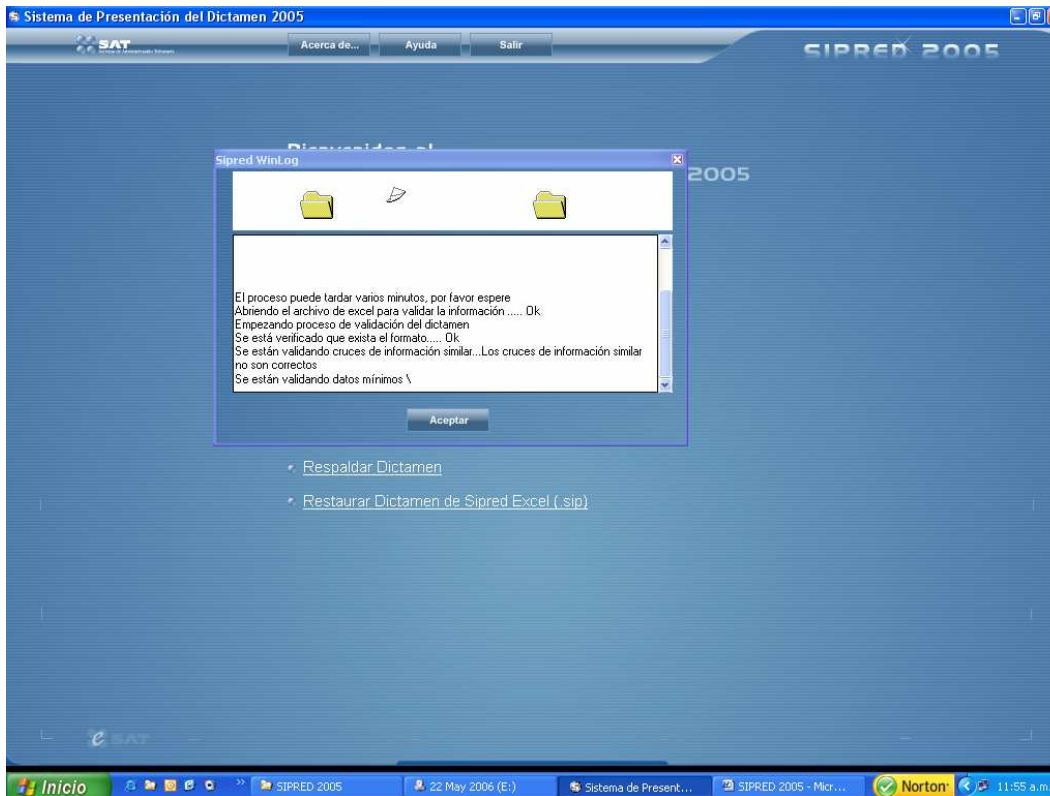 Sistema de Presentación del Dictamen 2005
SAT
Acerca de... Ayuda Salir
SIPRED 2005
Bienvenidos al
2005
Sipred WinLog
El proceso puede tardar varios minutos, por favor espere
Abriendo el archivo de excel para validar la información ..... Ok
Empezando proceso de validación del dictamen
Se está verificado que exista el formato..... Ok
Se están validando cruces de información similar...Los cruces de información similar
no son correctos
Se están validando datos mínimos \
Aceptar
Respaldar Dictamen
Restaurar Dictamen de Sipred Excel (.sip)
e SAT
Inicio
SIPRED 2005
22 May 2006 (E:)
Sistema de Present...
SIPRED 2005 - Micr...
Norton
11:55 a.m.